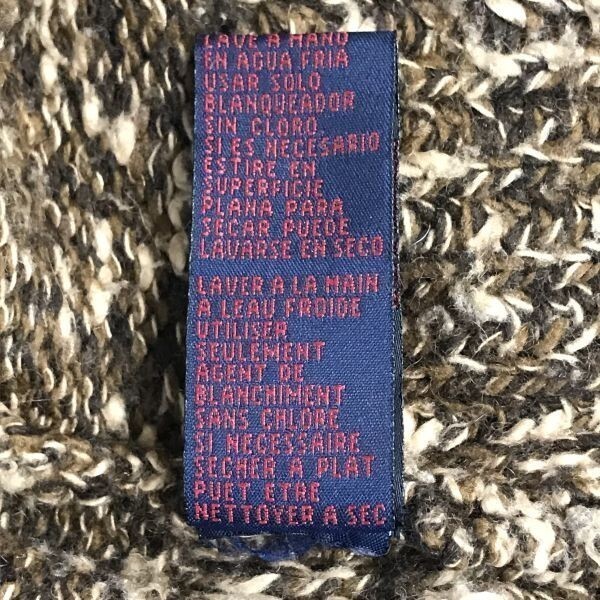 LAVE A MANO
EN AGUA FRIA
USAR SOLO
BLANQUEADOR
SIN CLORO
SI ES NECESARIO
ESTIRE EN
SUPERFICIE
PLANA PARA
SECAR PUEDE
LAVARSE EN SECO
LAVER A LA MAIN
A LEAU FROIDE
UTILISER
SEULEMENT
AGENT DE
BLANCHIMENT
SANS CHLORE
SI NECESSAIRE
SECHER A PLAT
PUET ETRE
NETTOYER A SEC